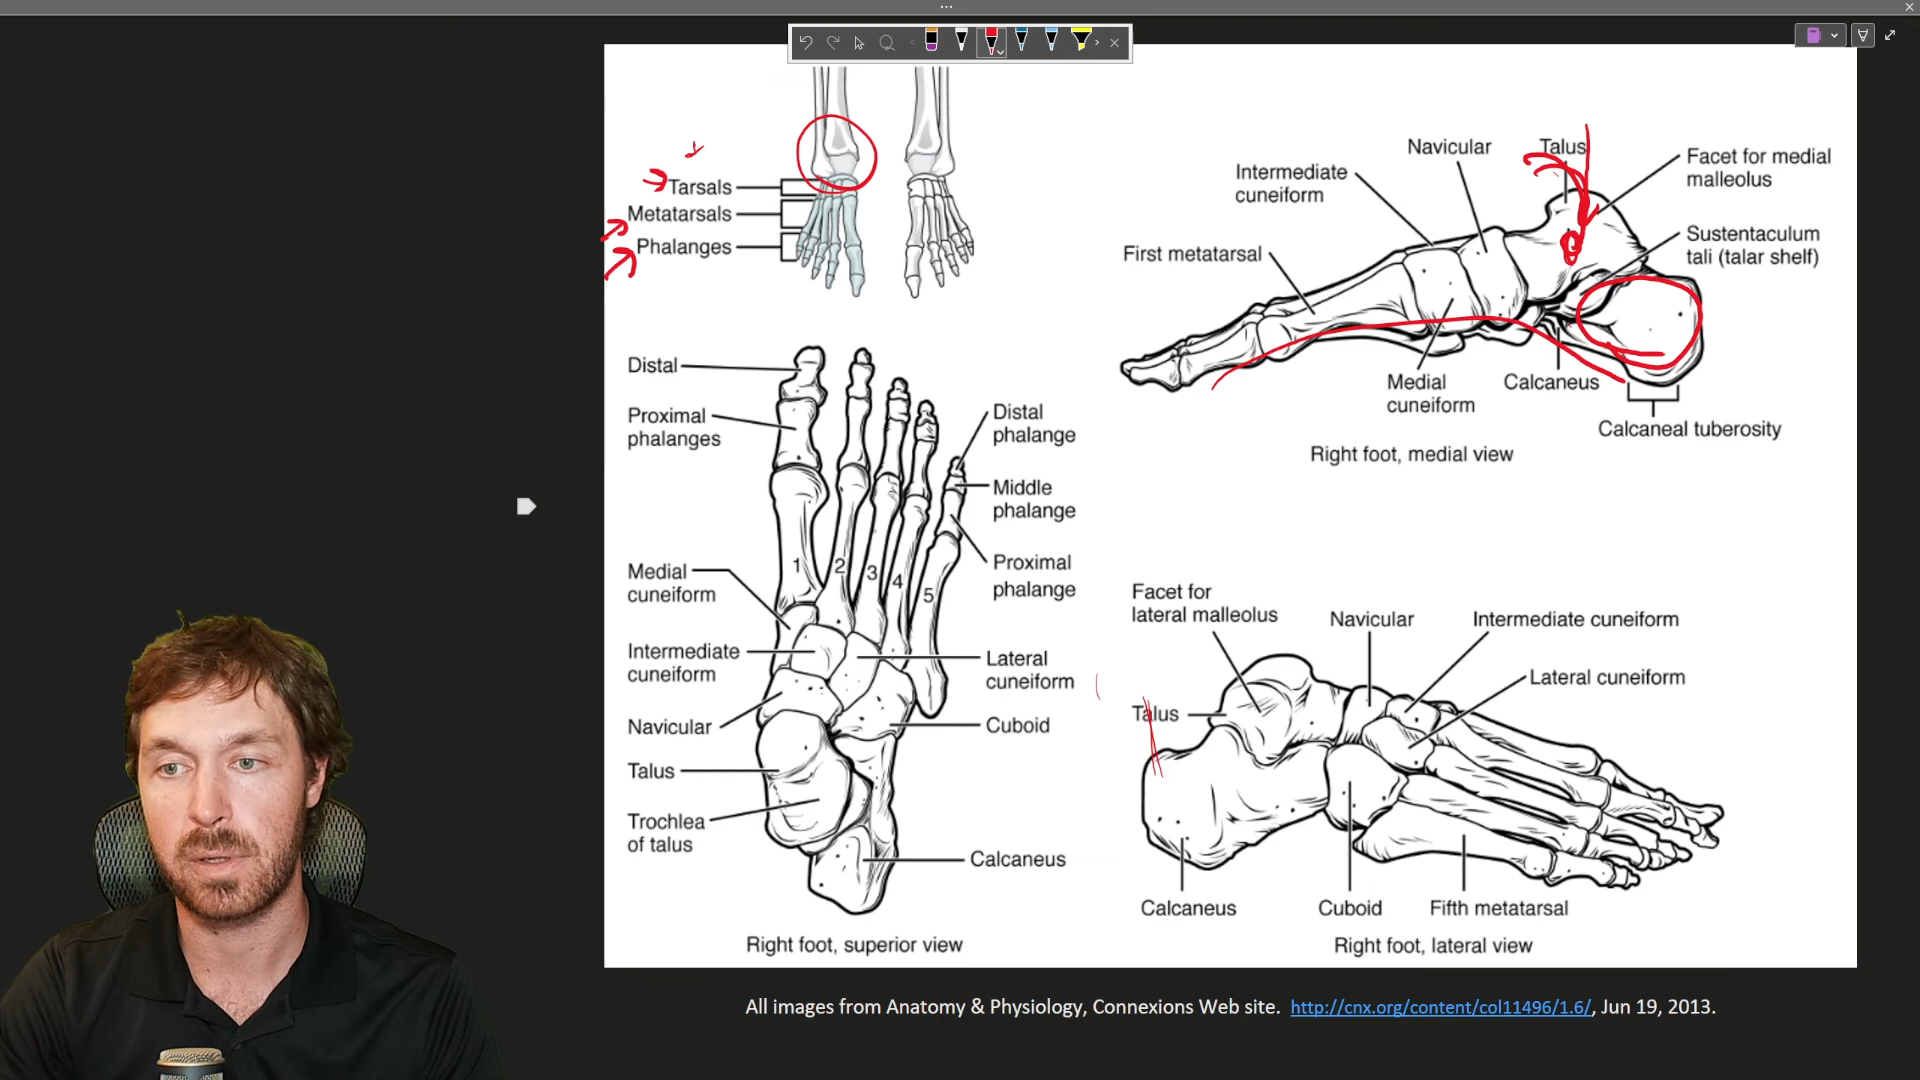 Tarsals
Metatarsals
Phalanges
Navicular
Talus
Intermediate
cuneiform
Facet for medial
malleolus
First metatarsal
Sustentaculum
tali (talar shelf)
Medial
cuneiform
Calcaneus
Calcaneal tuberosity
Right foot, medial view
Distal
Proximal
phalanges
Distal
phalange
Middle
phalange
Proximal
phalange
1
2
3
4
5
Medial
cuneiform
Intermediate
cuneiform
Lateral
cuneiform
Navicular
Cuboid
Talus
Trochlea
of talus
Calcaneus
Right foot, superior view
Facet for
lateral malleolus
Navicular
Intermediate cuneiform
Lateral cuneiform
Talus
Calcaneus
Cuboid
Fifth metatarsal
Right foot, lateral view
All images from Anatomy & Physiology, Connexions Web site. http://cnx.org/content/col11496/1.6/, Jun 19, 2013.